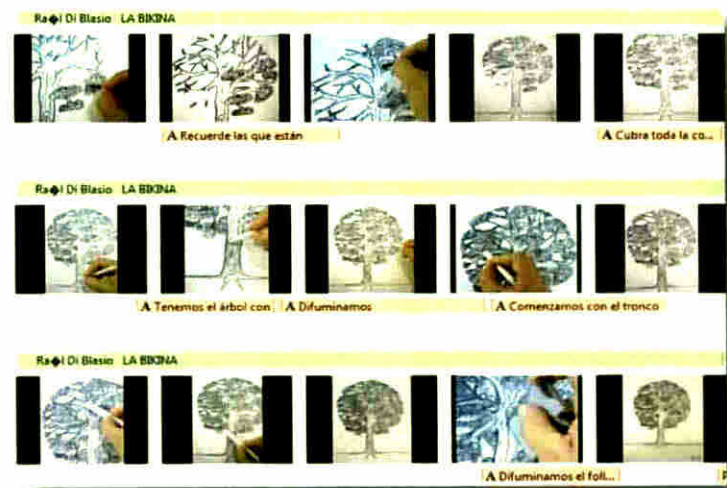 Ra�l Di Blasio LA BIKINA
A Recuerde las que están
A Cubra toda la co...
Ra�l Di Blasio LA BIKINA
A Tenemos el árbol con
A Difuminamos
A Comenzamos con el tronco
Ra�l Di Blasio LA BIKINA
A Difuminamos el foll...